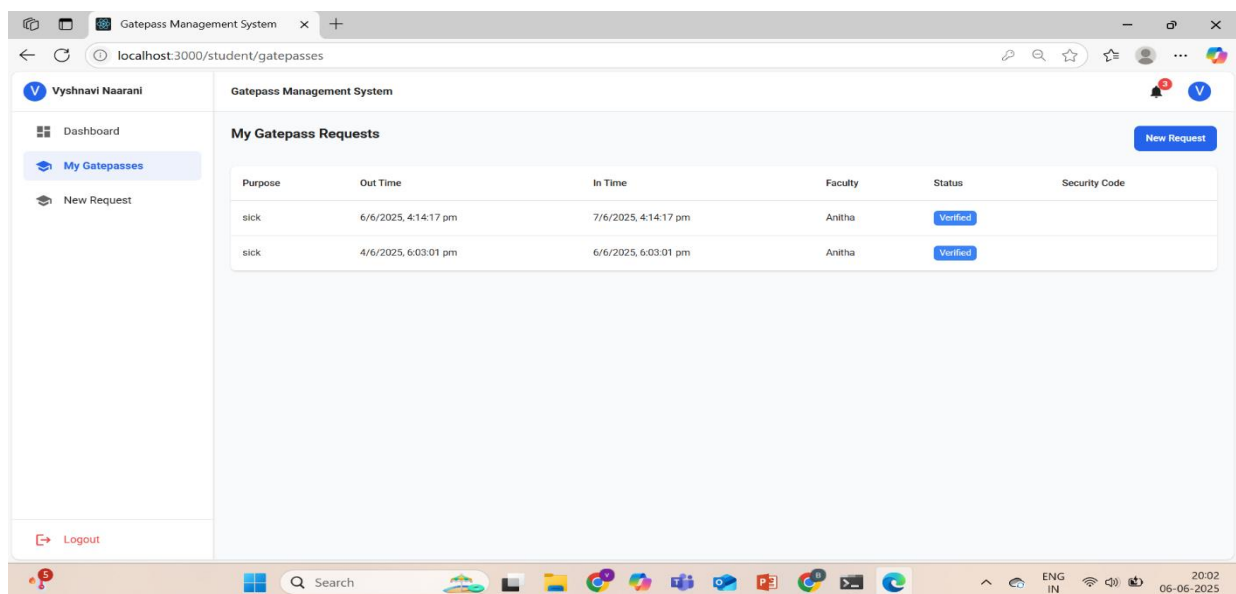 Gatepass Management System
localhost:3000/student/gatepasses
V Vyshnavi Naarani
Gatepass Management System
3
V
Dashboard
My Gatepasses
New Request
My Gatepass Requests
New Request
Purpose Out Time In Time Faculty Status Security Code
sick 6/6/2025, 4:14:17 pm 7/6/2025, 4:14:17 pm Anitha Verified
sick 4/6/2025, 6:03:01 pm 6/6/2025, 6:03:01 pm Anitha Verified
Logout
5
Search
ENG
IN
20:02
06-06-2025